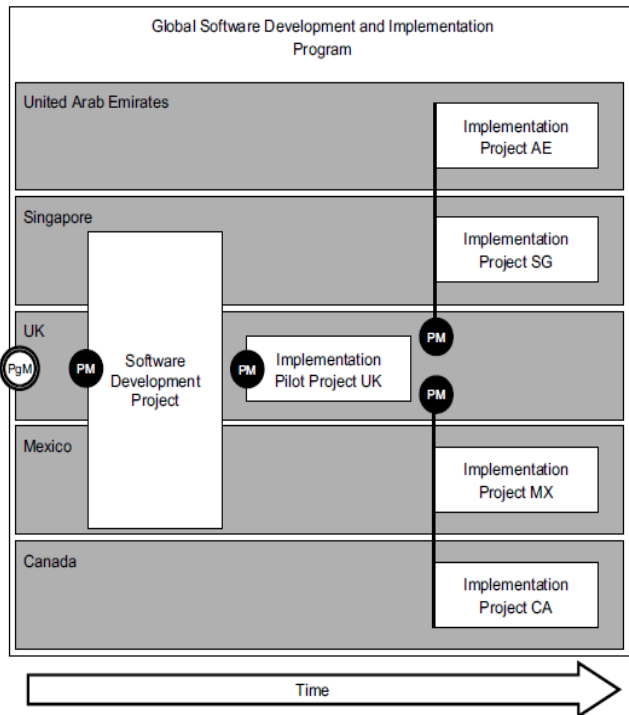 Global Software Development and Implementation
Program
United Arab Emirates
Implementation
Project AE
Singapore
Implementation
Project SG
UK
PgM
PM
Software
Development
Project
PM
Implementation
Pilot Project UK
PM
PM
Mexico
Implementation
Project MX
Canada
Implementation
Project CA
Time